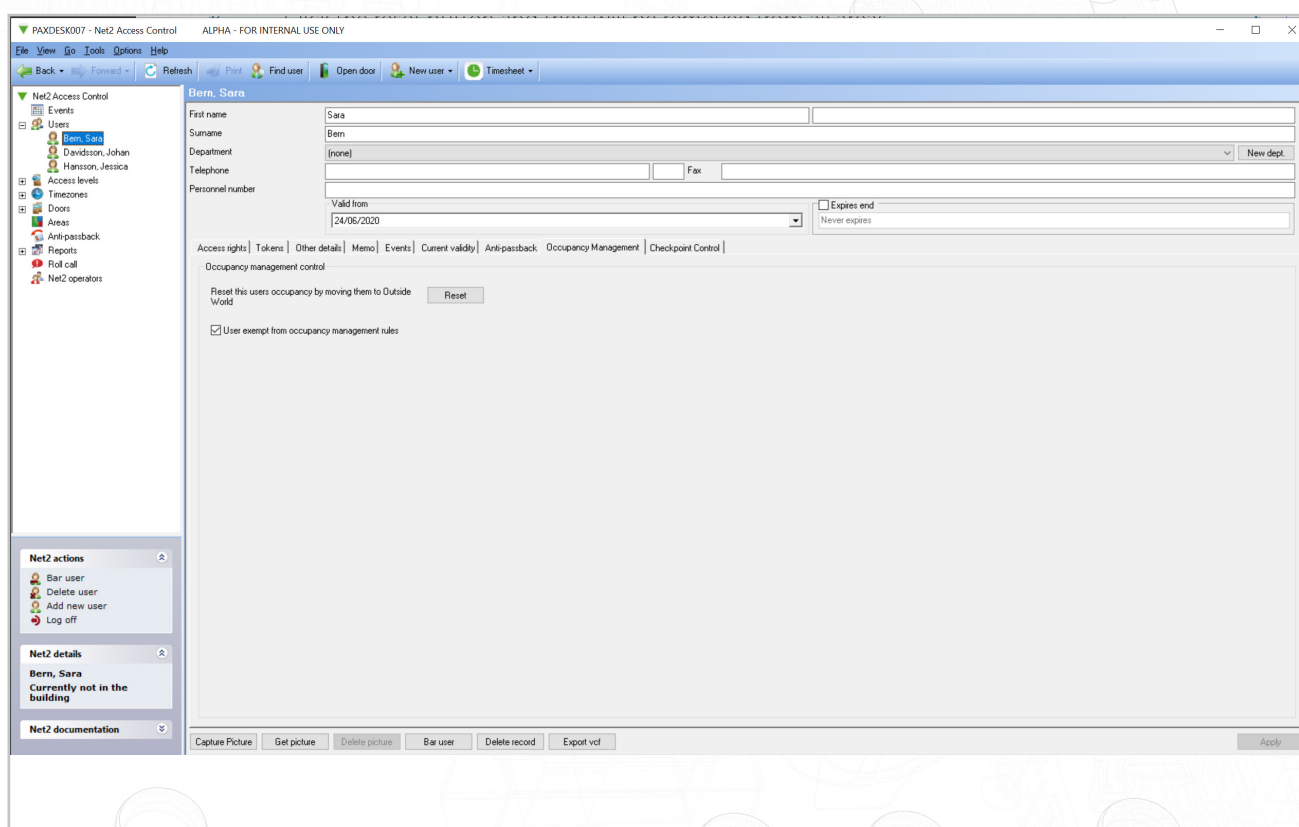 PAXDESK007 - Net2 Access Control ALPHA - FOR INTERNAL USE ONLY
File View Go Tools Options Help
Back Forward Refresh Print Find user Open door New user Timesheet
Net2 Access Control
Events
Users
Bern, Sara
Davidsson, Johan
Hansson, Jessica
Access levels
Timezones
Doors
Areas
Anti-passback
Reports
Roll call
Net2 operators
Net2 actions
Bar user
Delete user
Add new user
Log off
Net2 details
Bern, Sara
Currently not in the
building
Net2 documentation
Bern, Sara
First name Sara
Surname Bern
Department (none) New dept.
Telephone Fax
Personnel number
Valid from Expires end
24/06/2020 Never expires
Access rights Tokens Other details Memo Events Current validity Anti-passback Occupancy Management Checkpoint Control
Occupancy management control
Reset this users occupancy by moving them to Outside
World
Reset
User exempt from occupancy management rules
Capture Picture Get picture Delete picture Bar user Delete record Export vcf Apply